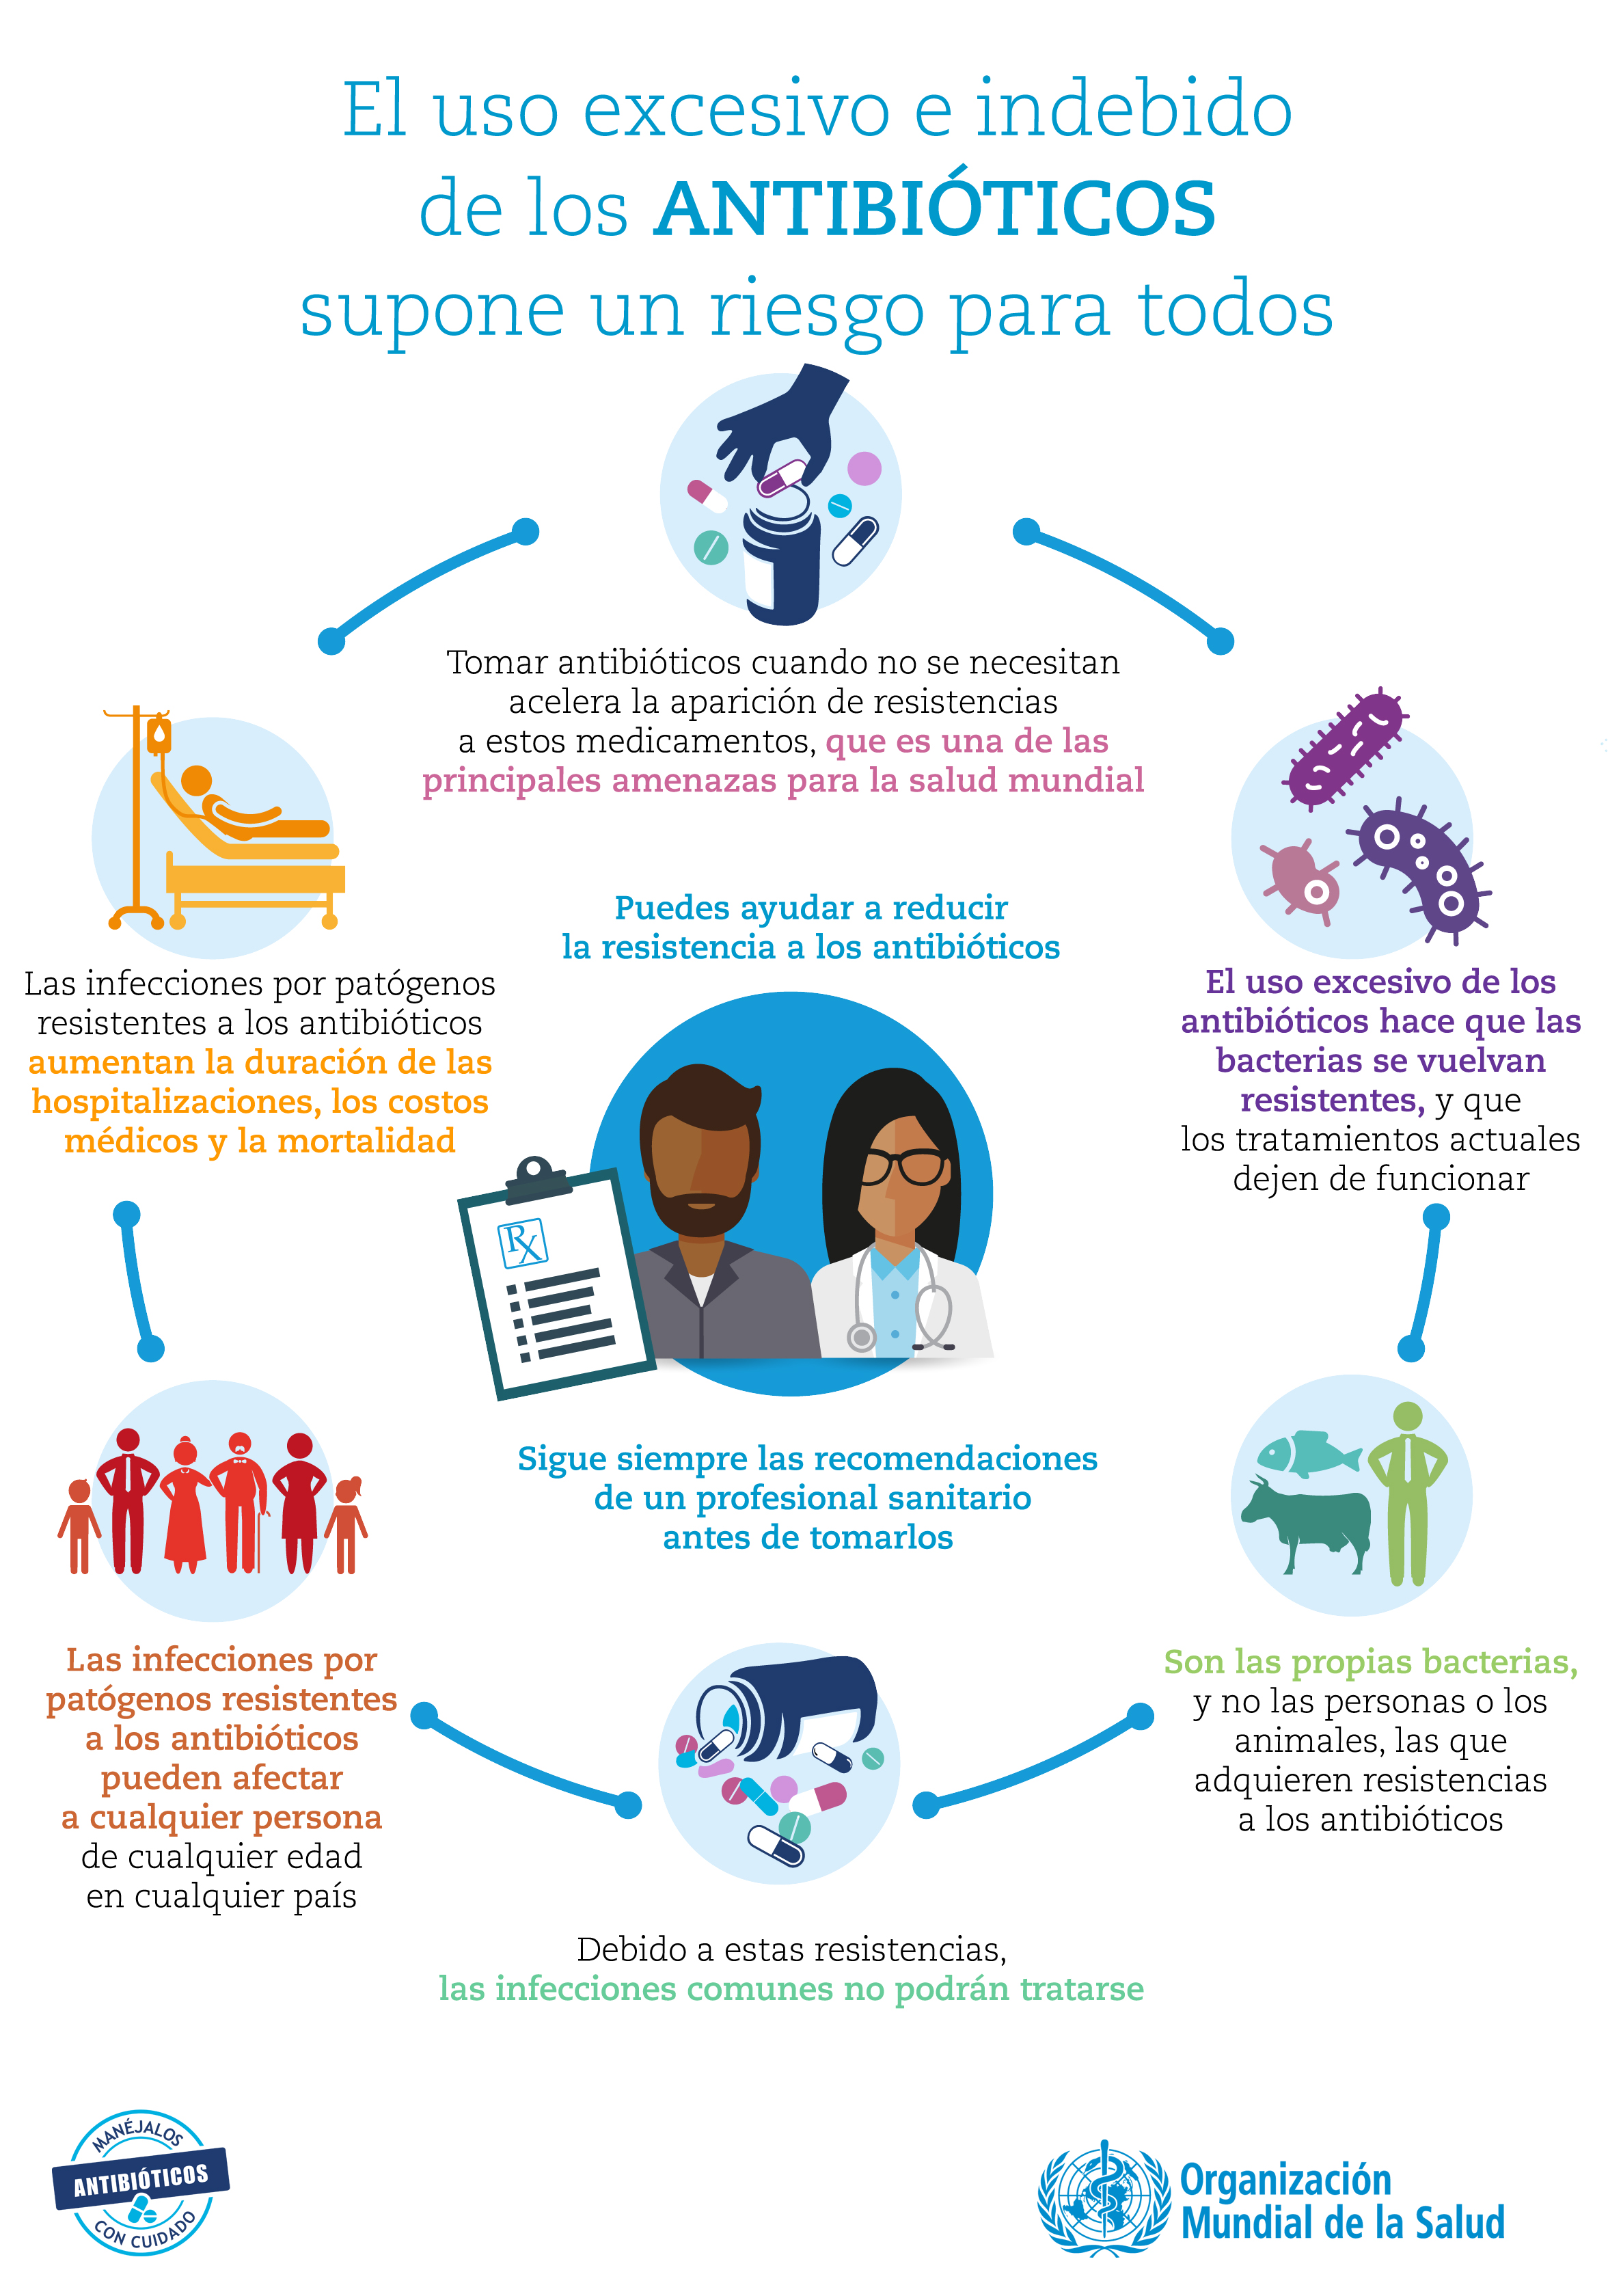 El uso excesivo e indebido
de los ANTIBIÓTICOS
supone un riesgo para todos
Tomar antibióticos cuando no se necesitan
acelera la aparición de resistencias
a estos medicamentos, que es una de las
principales amenazas para la salud mundial
El uso excesivo de los
antibióticos hace que las
bacterias se vuelvan
resistentes, y que
los tratamientos actuales
dejen de funcionar
Son las propias bacterias,
y no las personas o los
animales, las que
adquieren resistencias
a los antibióticos
Debido a estas resistencias,
las infecciones comunes no podrán tratarse
Las infecciones por
patógenos resistentes
a los antibióticos
pueden afectar
a cualquier persona
de cualquier edad
en cualquier país
Las infecciones por patógenos
resistentes a los antibióticos
aumentan la duración de las
hospitalizaciones, los costos
médicos y la mortalidad
Puedes ayudar a reducir
la resistencia a los antibióticos
RX
Sigue siempre las recomendaciones
de un profesional sanitario
antes de tomarlos
MANÉJALOS
ANTIBIÓTICOS
CON CUIDADO
Organización
Mundial de la Salud